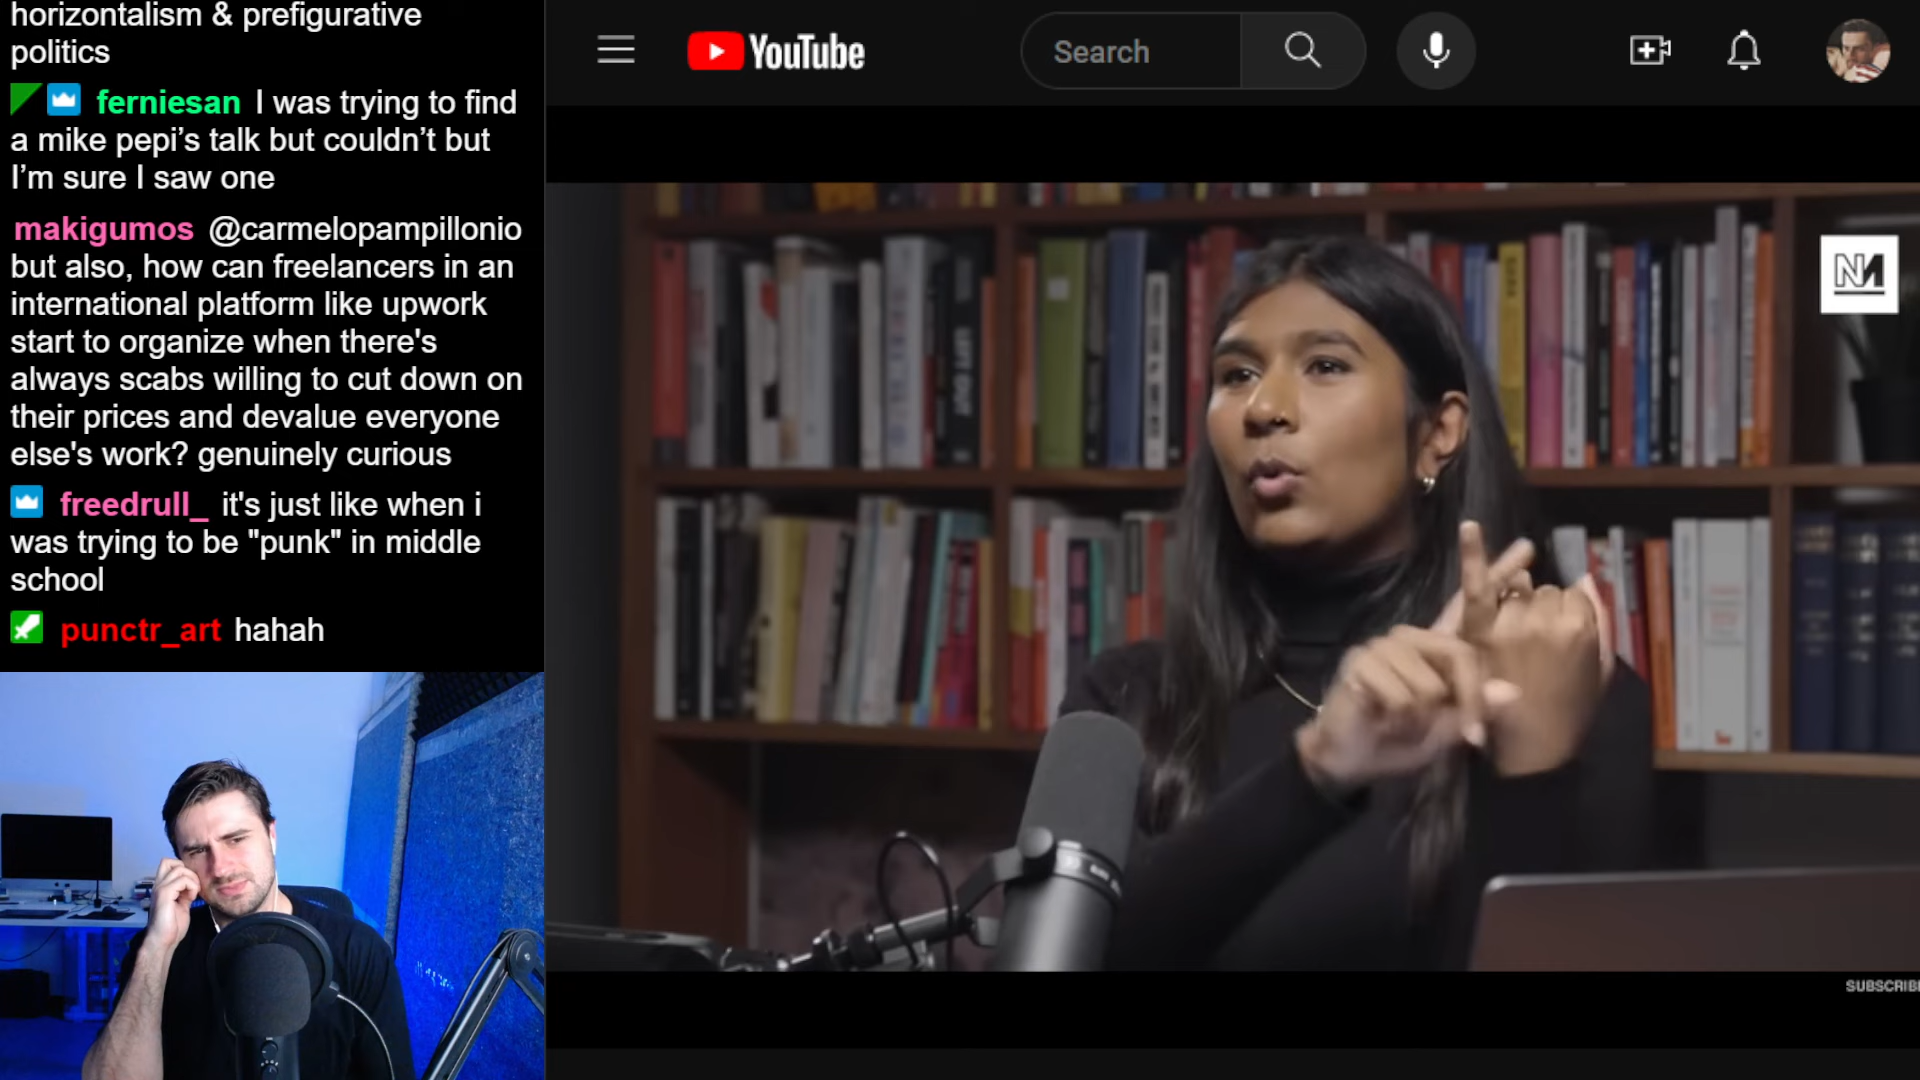 horizontalism & prefigurative
politics
ferniesan I was trying to find
a mike pepi’s talk but couldn’t but
I’m sure I saw one
makigumos @carmelopampillonio
but also, how can freelancers in an
international platform like upwork
start to organize when there's
always scabs willing to cut down on
their prices and devalue everyone
else's work? genuinely curious
freedrull_ it's just like when i
was trying to be "punk" in middle
school
punctr_art hahah
YouTube
Search
NM
SUBSCRIBE